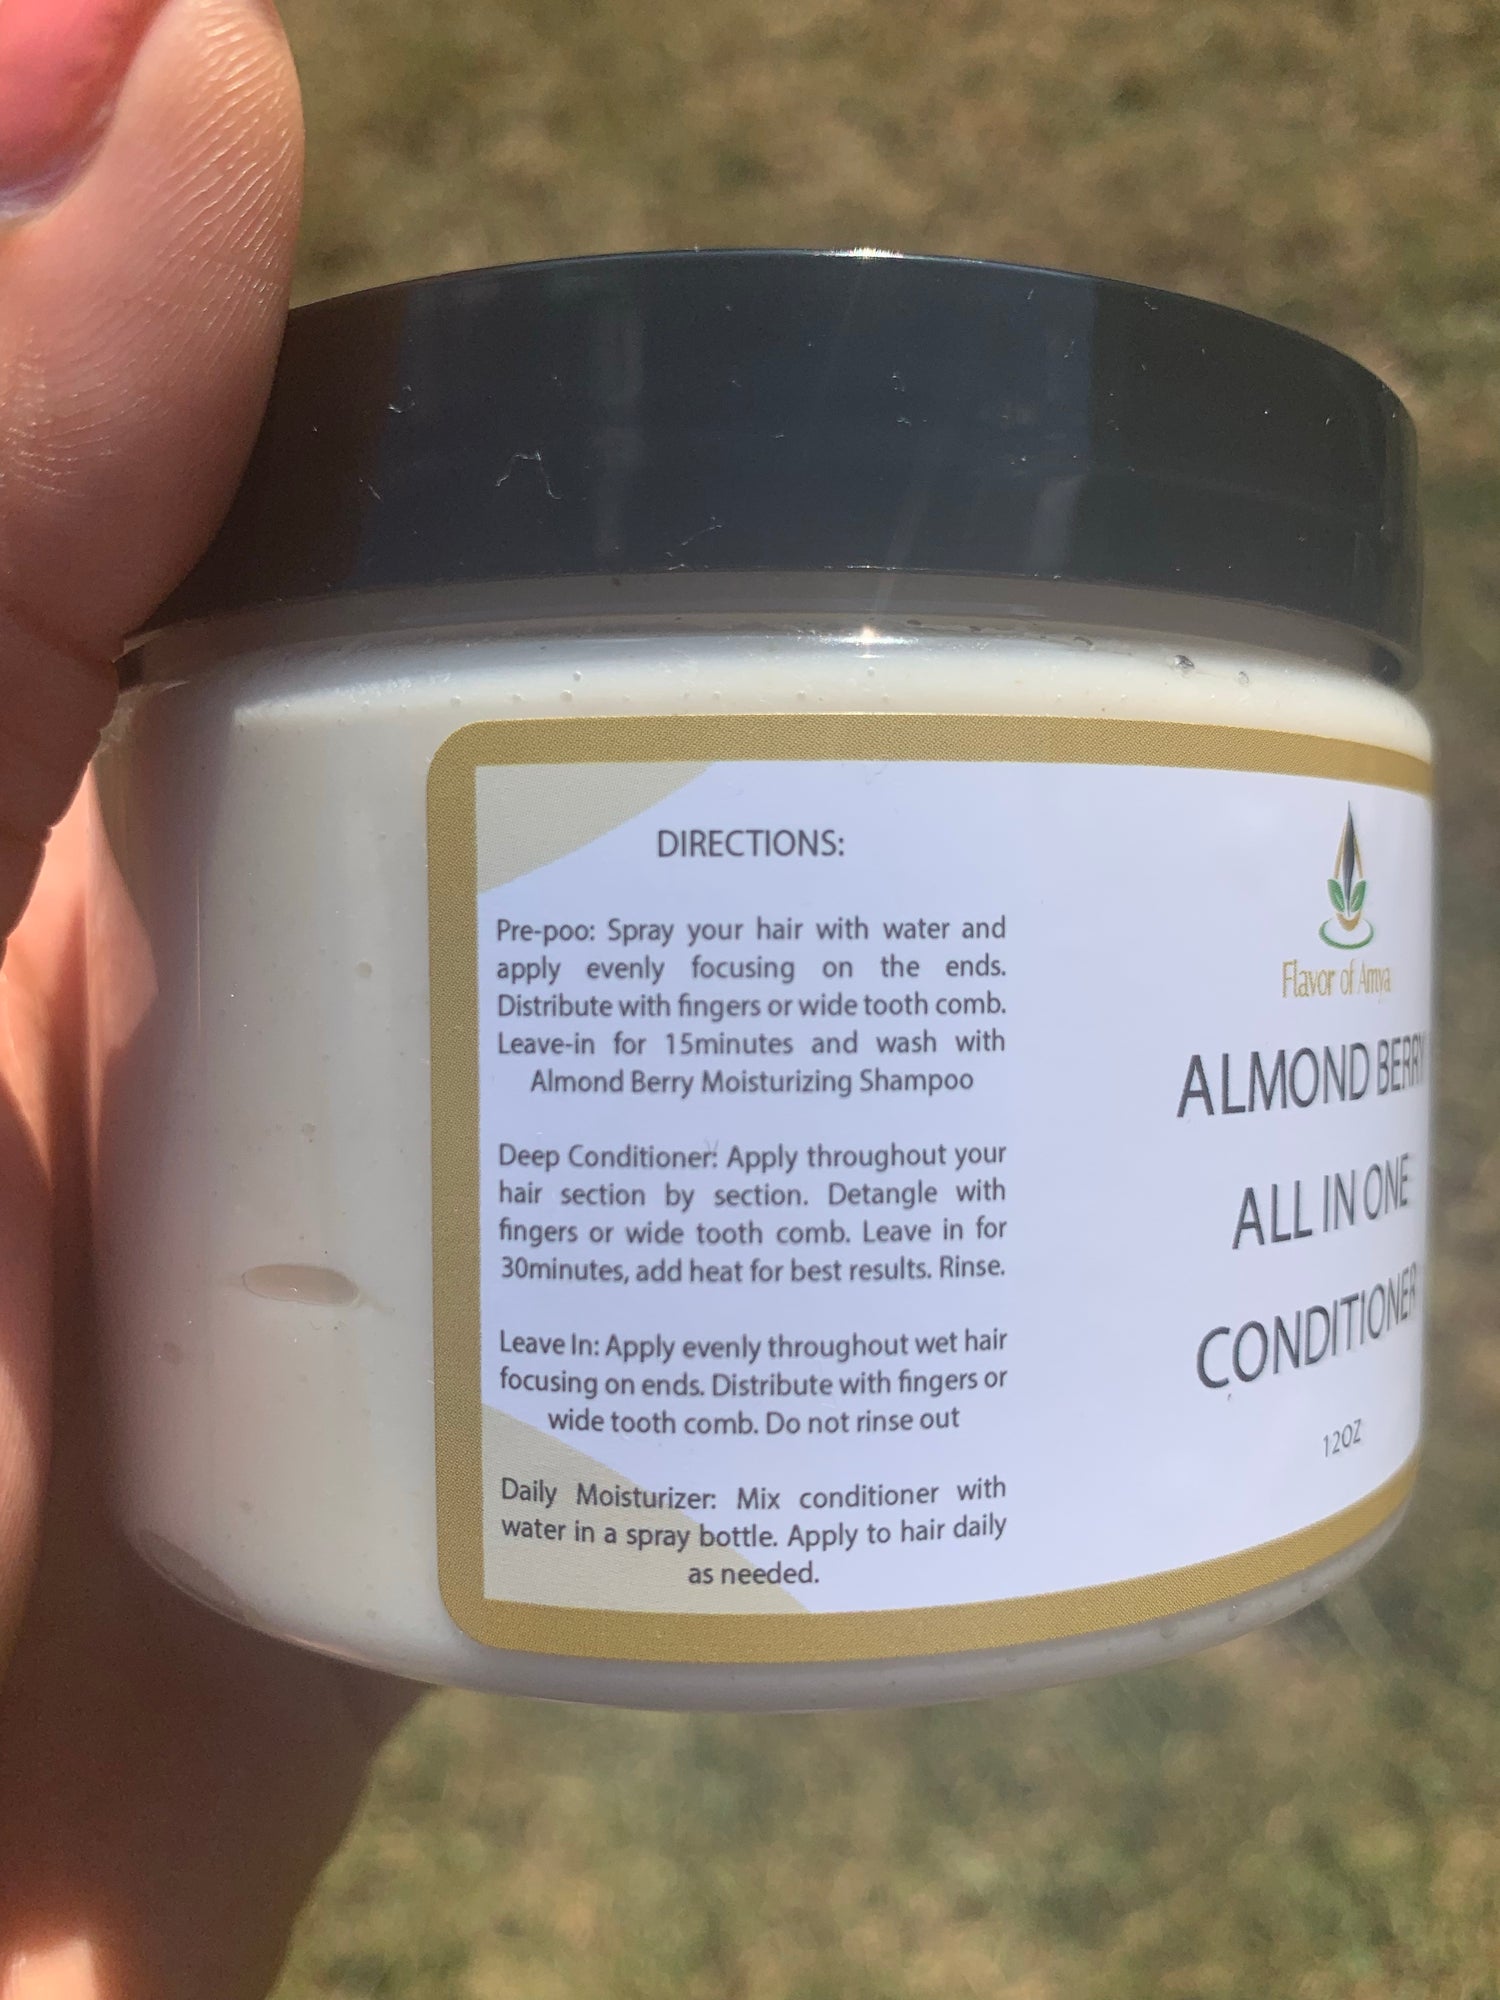 DIRECTIONS:
Pre-poo: Spray your hair with water and
apply evenly focusing on the ends.
Distribute with fingers or wide tooth comb.
Leave-in for 15minutes and wash with
Almond Berry Moisturizing Shampoo
Deep Conditioner: Apply throughout your
hair section by section. Detangle with
fingers or wide tooth comb. Leave in for
30minutes, add heat for best results. Rinse.
Leave In: Apply evenly throughout wet hair
focusing on ends. Distribute with fingers or
wide tooth comb. Do not rinse out
Daily Moisturizer: Mix conditioner with
water in a spray bottle. Apply to hair daily
as needed.
Flavor of Amya
ALMOND BERRY
ALL IN ONE
CONDITIONER
12OZ